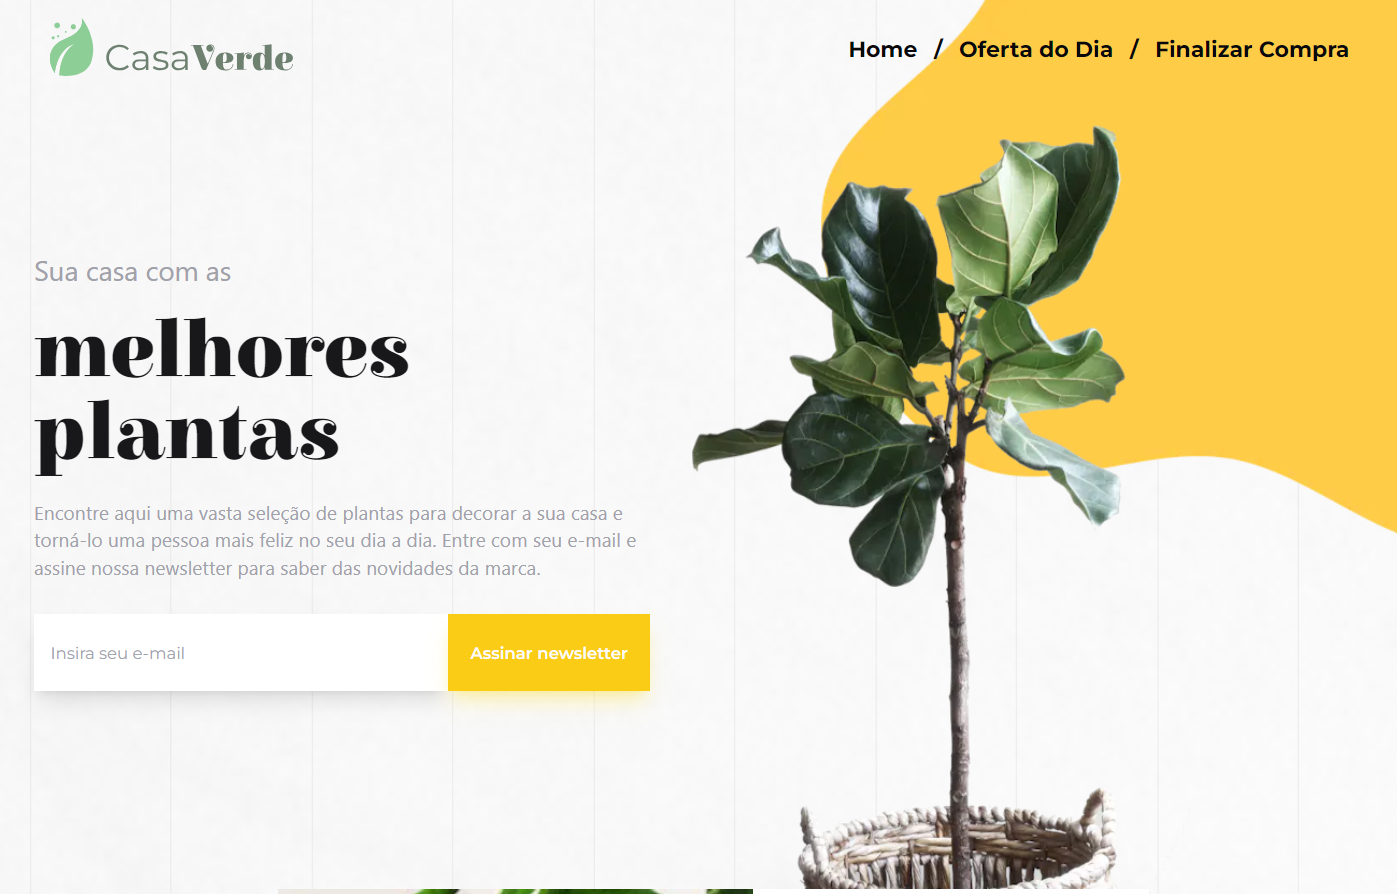 CasaVerde
Home / Oferta do Dia / Finalizar Compra
Sua casa com as
melhores
plantas
Encontre aqui uma vasta seleção de plantas para decorar a sua casa e
torná-lo uma pessoa mais feliz no seu dia a dia. Entre com seu e-mail e
assine nossa newsletter para saber das novidades da marca.
Insira seu e-mail
Assinar newsletter